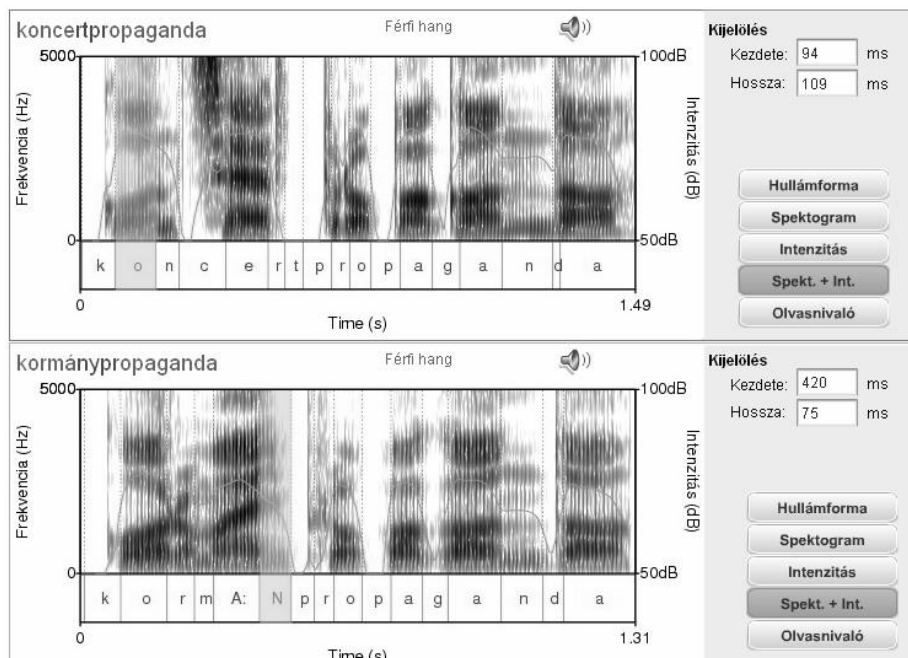 koncertpropaganda
Férfi hang
Kijelölés
Kezdete: 94 ms
Hossza: 109 ms
5000
Frekvencia (Hz)
0
100dB
Intenzitás (dB)
50dB
k o n c e r t p r o p a g a n d a
0
1.49
Time (s)
Hullámforma
Spektogram
Intenzitás
Spekt. + Int.
Olvasnivaló
kormánypropaganda
Férfi hang
Kijelölés
Kezdete: 420 ms
Hossza: 75 ms
5000
Frekvencia (Hz)
0
100dB
Intenzitás (dB)
50dB
k o r m A: N p r o p a g a n d a
0
1.31
Time (s)
Hullámforma
Spektogram
Intenzitás
Spekt. + Int.
Olvasnivaló